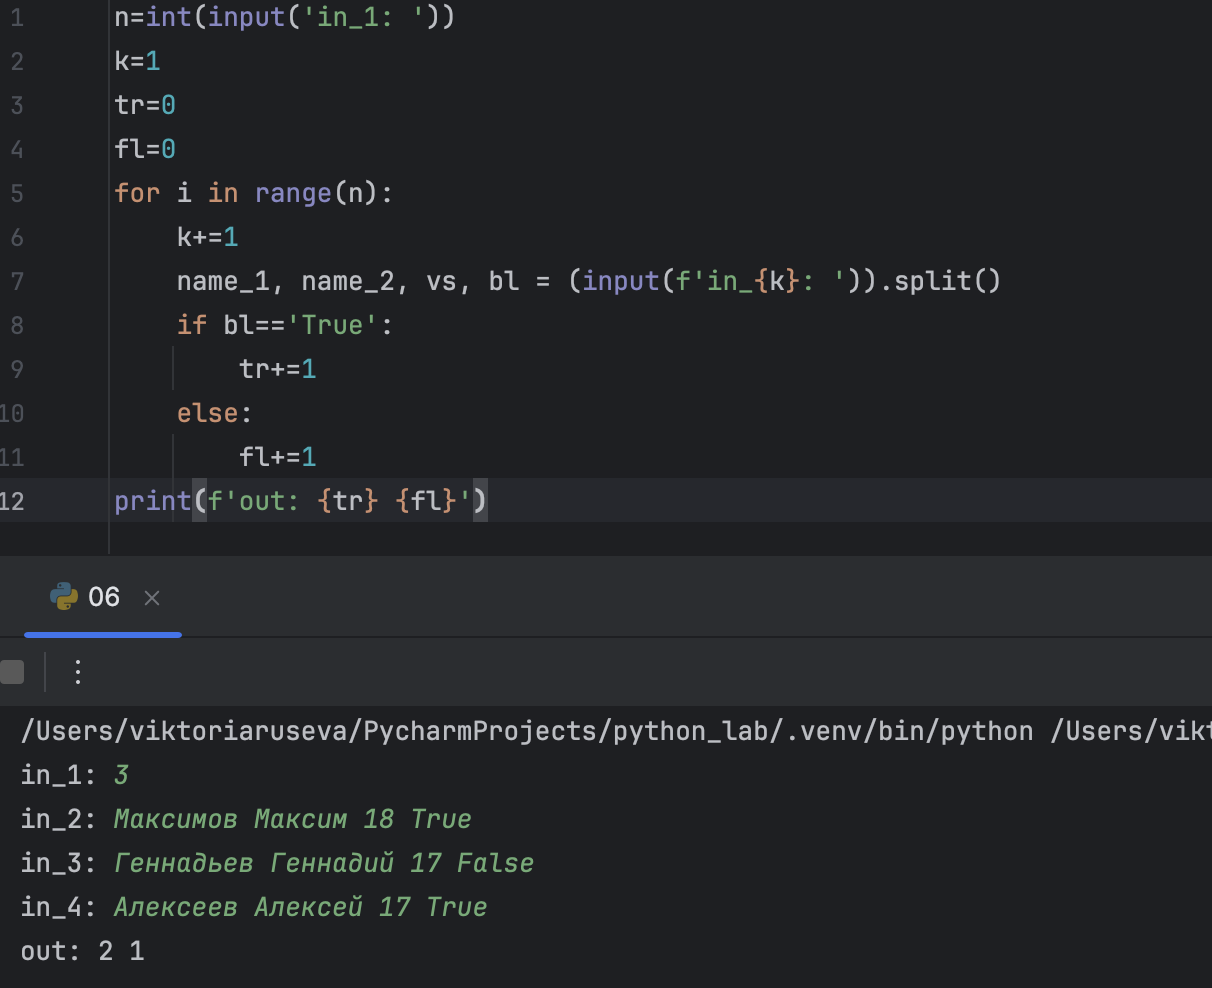 1 n=int(input('in_1: '))
2 k=1
3 tr=0
4 fl=0
5 for i in range(n):
6     k+=1
7     name_1, name_2, vs, bl = (input(f'in_{k}: ')).split()
8     if bl=='True':
9         tr+=1
10     else:
11         fl+=1
12 print(f'out: {tr} {fl}')
06
/Users/viktoriaruseva/PycharmProjects/python_lab/.venv/bin/python /Users/vikt
in_1: 3
in_2: Максимов Максим 18 True
in_3: Геннадьев Геннадий 17 False
in_4: Алексеев Алексей 17 True
out: 2 1